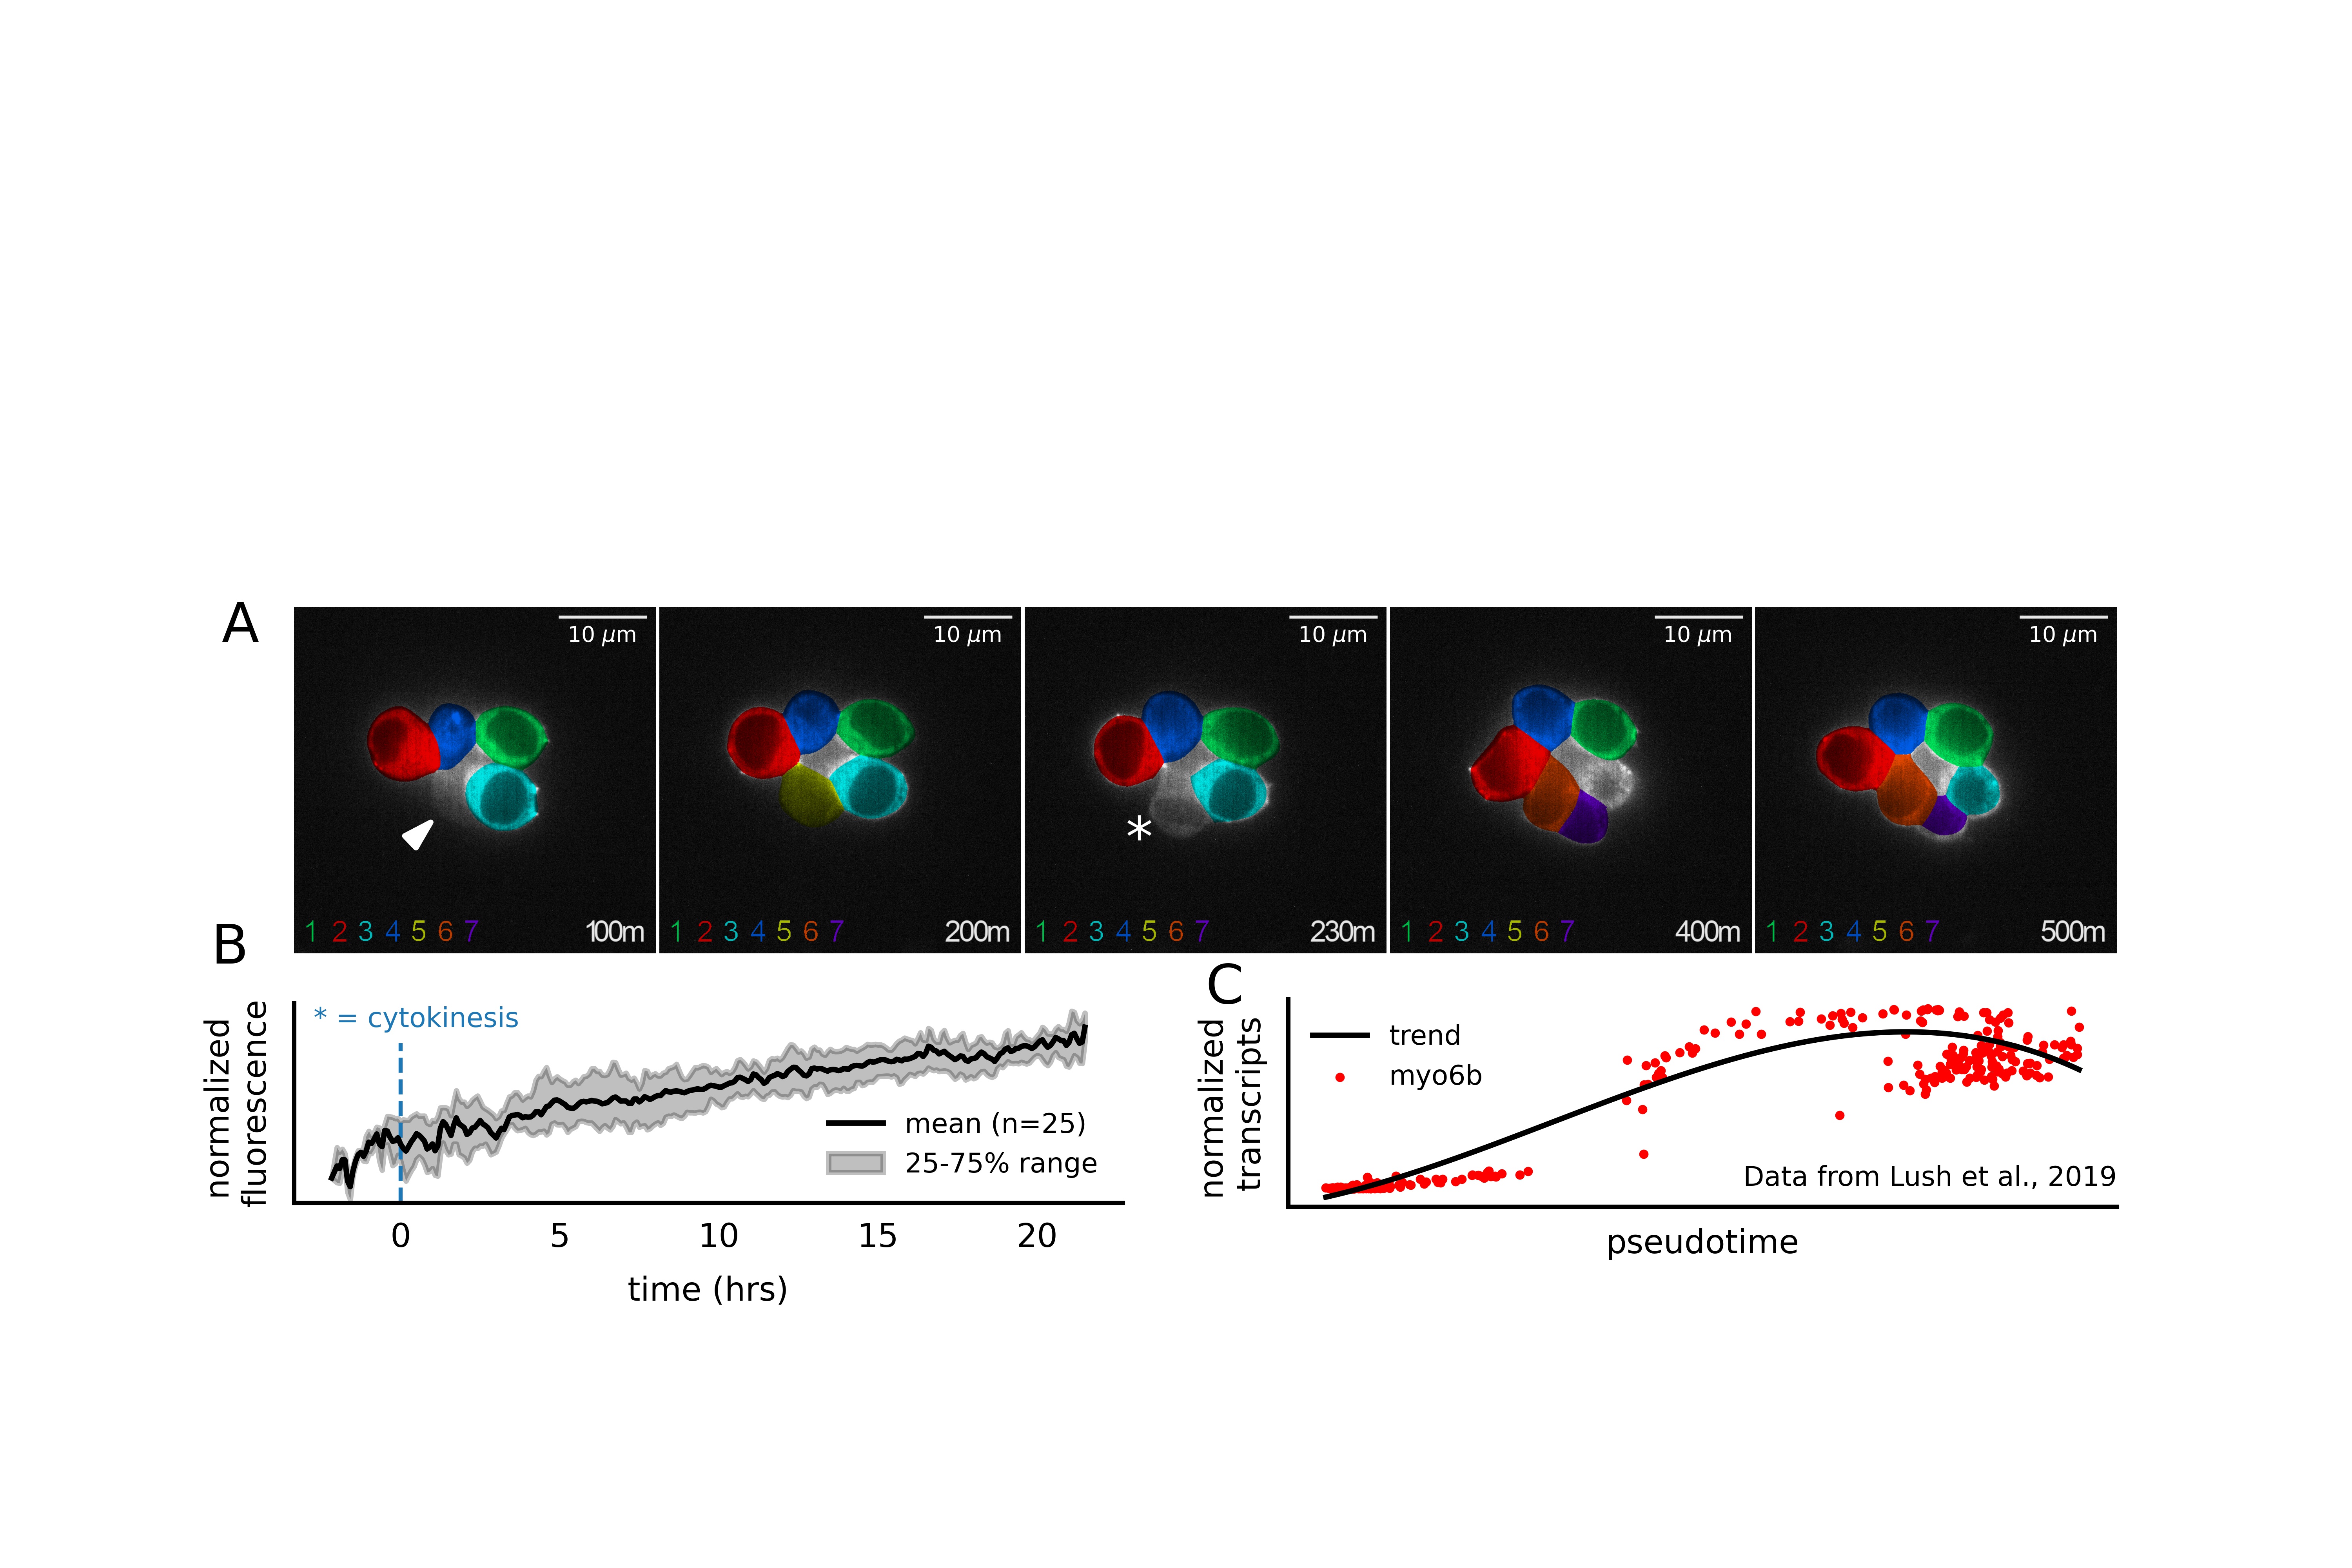 A
10 μm
10 μm
10 μm
10 μm
10 μm
*
1 2 3 4 5 6 7 100m
1 2 3 4 5 6 7 200m
1 2 3 4 5 6 7 230m
1 2 3 4 5 6 7 400m
1 2 3 4 5 6 7 500m
B
normalized
fluorescence
* = cytokinesis
mean (n=25)
25-75% range
0 5 10 15 20
time (hrs)
C
normalized
transcripts
trend
myo6b
Data from Lush et al., 2019
pseudotime